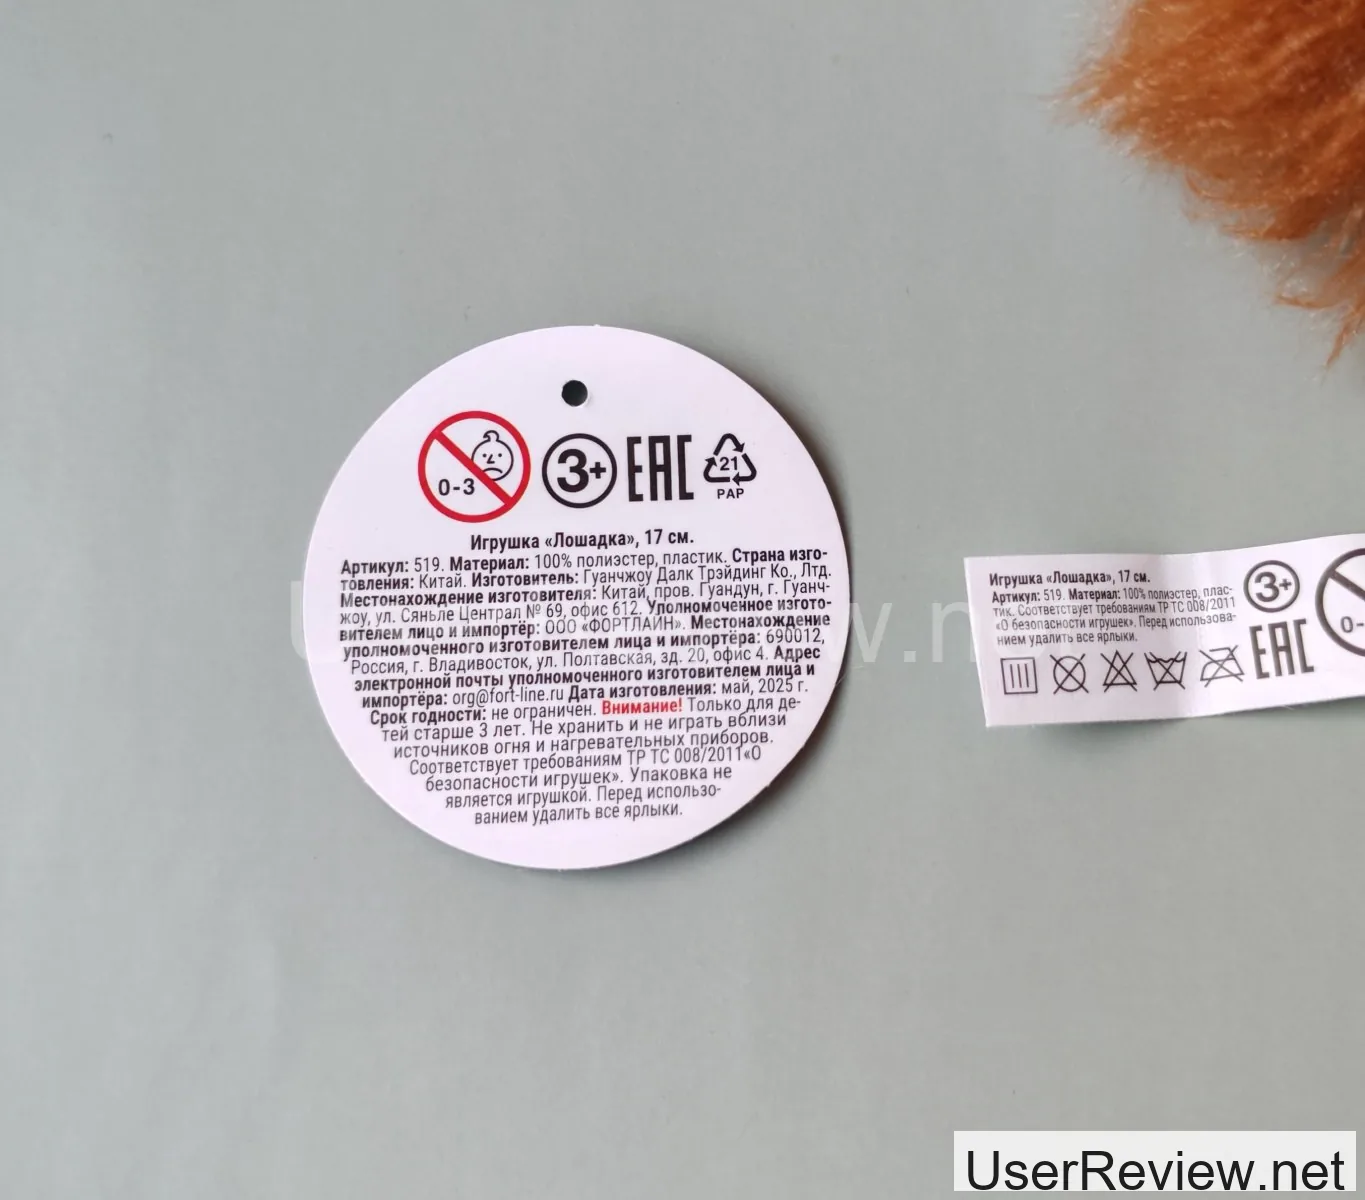 0-3
3+
EAC
21
PAP
Игрушка «Лошадка», 17 см.
Артикул: 519. Материал: 100% полиэстер, пластик. Страна изго-
товления: Китай. Изготовитель: Гуанчжоу Далк Трэйдинг Ко., Лтд.
Местонахождение изготовителя: Китай, пров. Гуандун, г. Гуанч-
жоу, ул. Сяньле Централ № 69, офис 612. Уполномоченное изгото-
вителем лицо и импортёр: ООО «ФОРТЛАЙН». Местонахождение
уполномоченного изготовителем лица и импортёра: 690012,
Россия, г. Владивосток, ул. Полтавская, зд. 20, офис 4. Адрес
электронной почты уполномоченного изготовителем лица и
импортёра: org@fort-line.ru Дата изготовления: май, 2025 г.
Срок годности: не ограничен. Внимание! Только для де-
тей старше 3 лет. Не хранить и не играть вблизи
источников огня и нагревательных приборов.
Соответствует требованиям ТР ТС 008/2011«О
безопасности игрушек». Упаковка не
является игрушкой. Перед использо-
ванием удалить все ярлыки.
Игрушка «Лошадка», 17 см.
Артикул: 519. Материал: 100% полиэстер, плас-
тик. Соответствует требованиям ТР ТС 008/2011
«О безопасности игрушек». Перед использова-
нием удалить все ярлыки.
3+
EAC
0-
UserReview.net